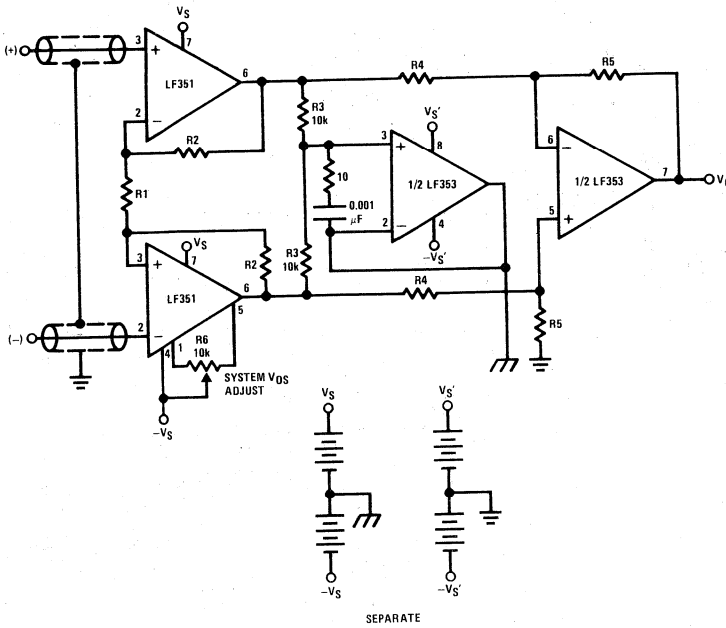 VS
(+)
3
+
7
LF351
6
2
−
R2
R1
R3
10k
R4
R5
VS'
3
+
8
10
1/2 LF353
0.001
μF
2
−
4
−VS'
6
−
1/2 LF353
7
5
+
VS
3
+
7
R2
R3
10k
LF351
6
5
R4
R5
(−)
2
−
4
1
R6
10k
SYSTEM VOS
ADJUST
−VS
VS
VS'
−VS
−VS'
SEPARATE